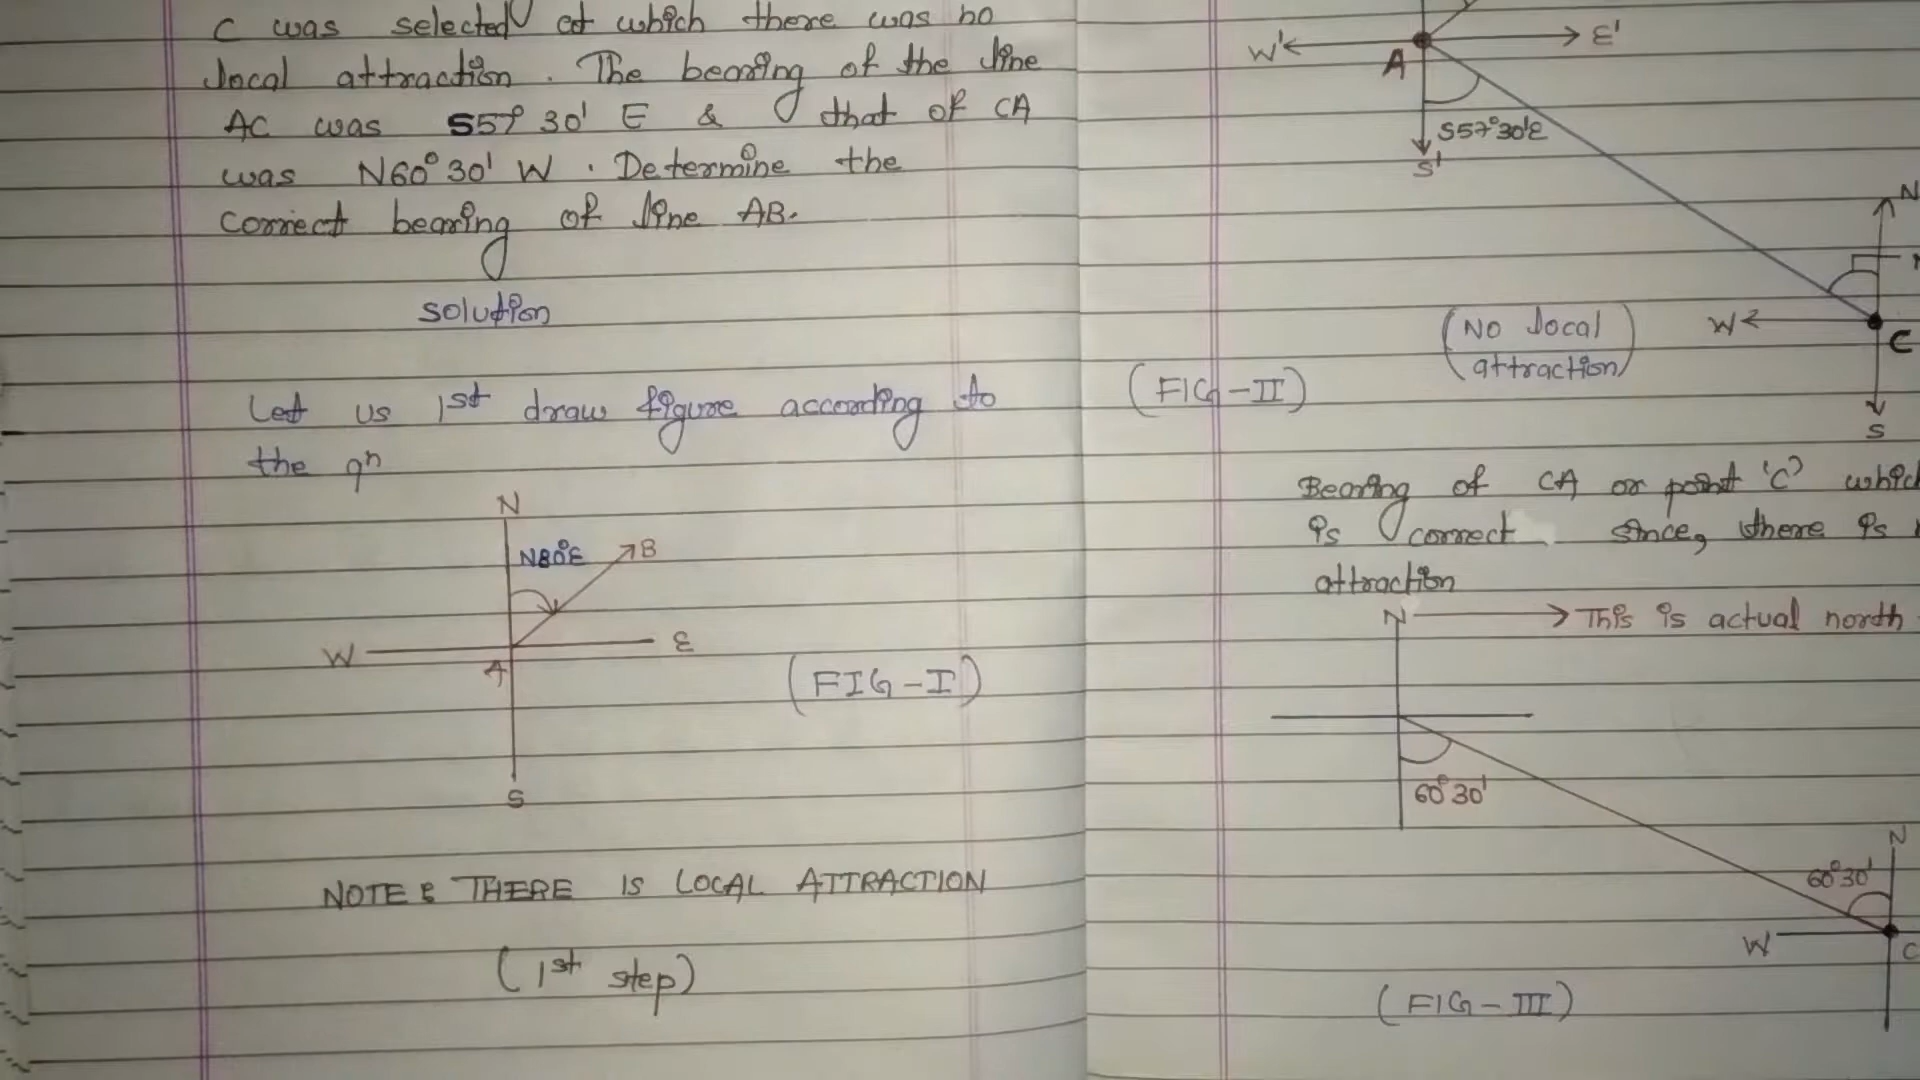 C was selected at which there was no
local attraction. The bearing of the line
AC was S57° 30' E & that of CA
was N60° 30' W. Determine the
correct bearing of line AB.
solution
Let us 1st draw figure according to
the qn
N
N80°E
B
W
E
A
S
(FIG-I)
NOTE: THERE IS LOCAL ATTRACTION
(1st step)
W'
E'
A
S57°30'E
S'
N
W
C
(No local
attraction)
(FIG-II)
S
Bearing of CA or point 'C' which
is correct since, there is
attraction
N → This is actual north
60°30'
N
60°30'
W
C
(FIG-III)